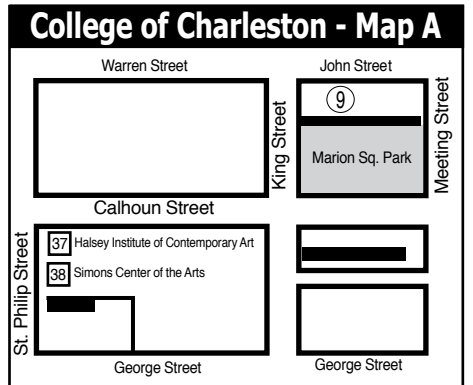 College of Charleston - Map A
Warren Street
John Street
9
King Street
Meeting Street
Marion Sq. Park
Calhoun Street
St. Philip Street
37 Halsey Institute of Contemporary Art
38 Simons Center of the Arts
George Street
George Street